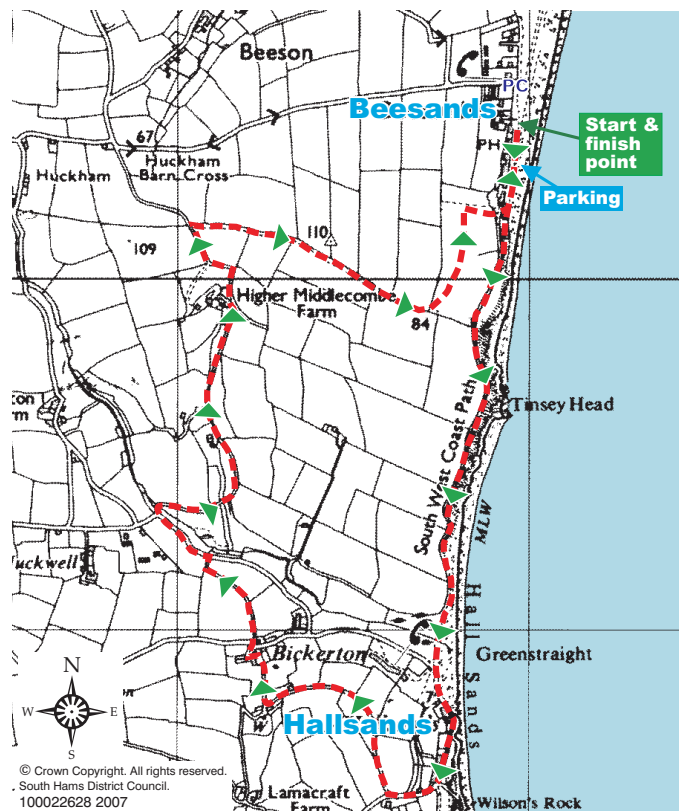 Beeson
PC
Beesands
Start &
finish
point
67
PH
Huckham
Barn Cross
Huckham
Parking
110
109
Higher Middlecombe
Farm
84
Tinsey Head
South West Coast Path
MLW
Hall Sands
Greenstraight
Bickerton
N
W
E
S
Hallsands
© Crown Copyright. All rights reserved.
South Hams District Council.
100022628 2007
Lamacraft
Farm
Wilson's Rock